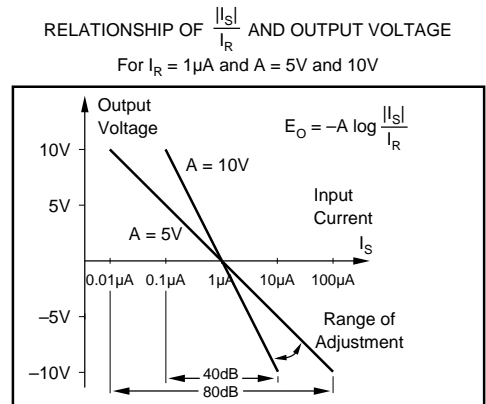 RELATIONSHIP OF |I_S| / I_R AND OUTPUT VOLTAGE
For I_R = 1µA and A = 5V and 10V
Output
Voltage
E_O = –A log |I_S| / I_R
10V
A = 10V
Input
Current
5V
A = 5V
I_S
0.01µA 0.1µA 1µA 10µA 100µA
–5V
Range of
Adjustment
–10V
40dB
80dB